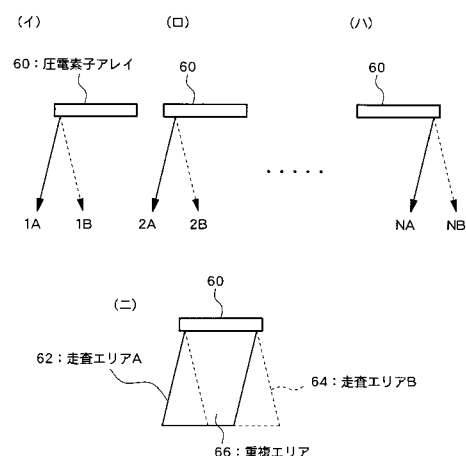 (イ) (ロ) (ハ)
60：圧電素子アレイ 60 60
1A 1B 2A 2B ・・・・・ NA NB
(ニ)
60
62：走査エリアA
64：走査エリアB
66：重複エリア